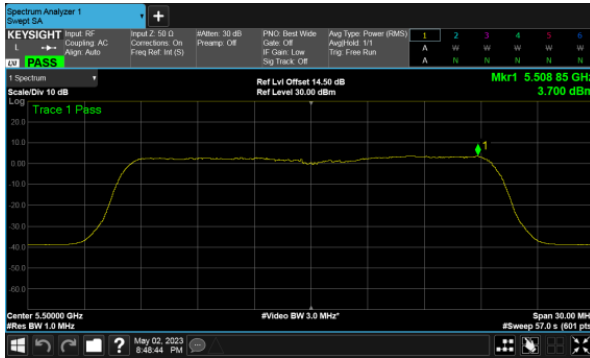 Spectrum Analyzer 1
Swept SA
+
KEYSIGHT Input: RF Input Z: 50 Ω #Atten: 30 dB PNO: Best Wide Avg Type: Power (RMS) 1 2 3 4 5 6
L Coupling: AC Corrections: On Preamp: Off Gate: Off Avg|Hold: 1/1 A W W W W W
Align: Auto Freq Ref: Int (S) IF Gain: Low Trig: Free Run
LM PASS Sig Track: Off A N N N N N
1 Spectrum Ref Lvl Offset 14.50 dB Mkr1 5.508 85 GHz
Scale/Div 10 dB Ref Level 30.00 dBm 3.700 dBm
Log Trace 1 Pass
20.0
10.0
1
0.00
-10.0
-20.0
-30.0
-40.0
-50.0
-60.0
Center 5.50000 GHz #Video BW 3.0 MHz* Span 30.00 MH
#Res BW 1.0 MHz #Sweep 57.0 s (601 pts
? May 02, 2023
8:48:44 PM